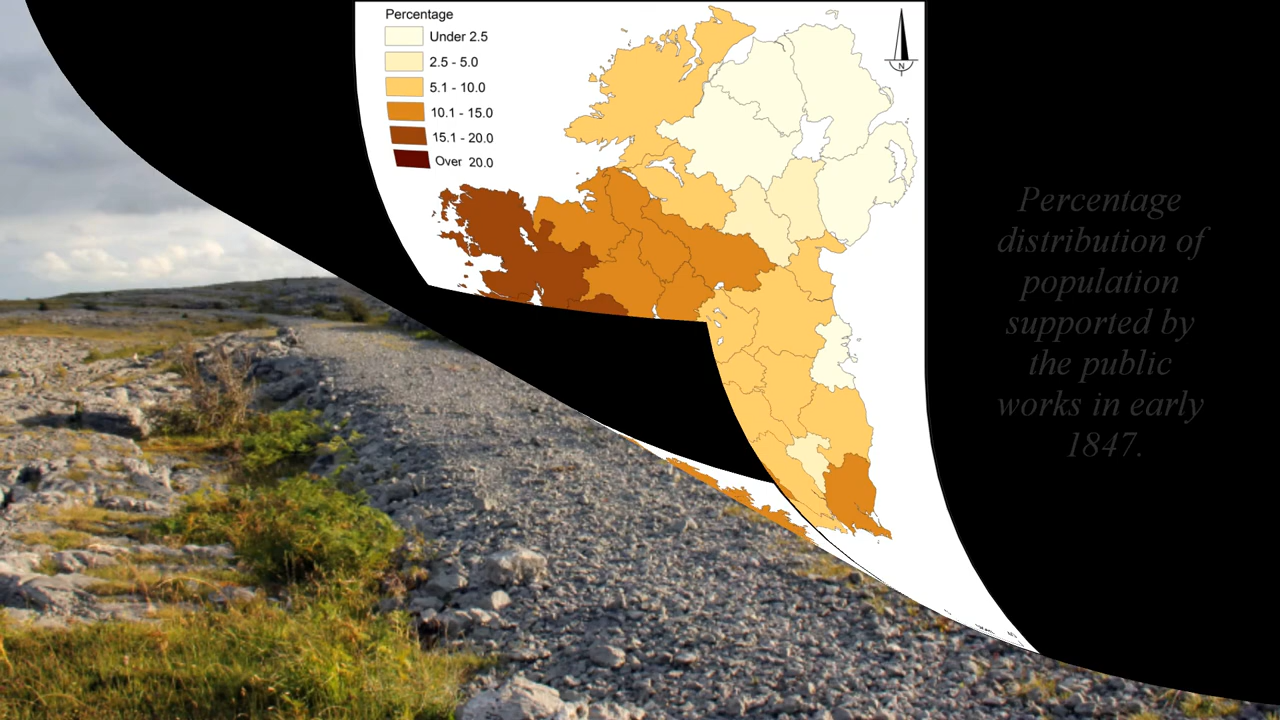 Percentage
Under 2.5
2.5 - 5.0
5.1 - 10.0
10.1 - 15.0
15.1 - 20.0
Over 20.0
N
Percentage
distribution of
population
supported by
the public
works in early
1847.